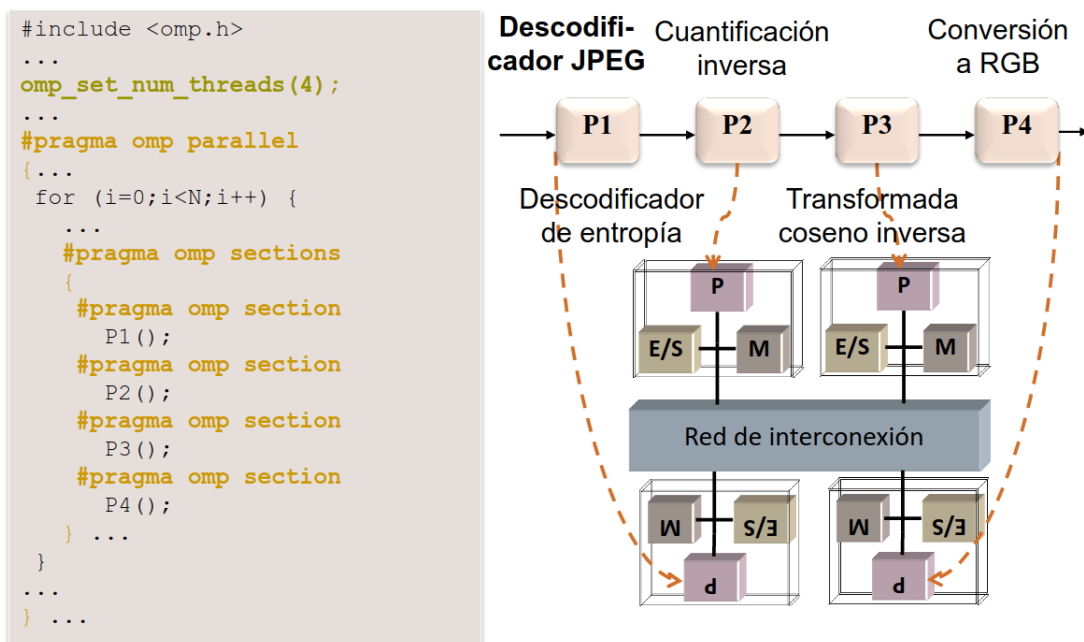 #include <omp.h>
...
omp_set_num_threads(4);
...
#pragma omp parallel
{...
for (i=0;i<N;i++) {
...
#pragma omp sections
{
#pragma omp section
P1();
#pragma omp section
P2();
#pragma omp section
P3();
#pragma omp section
P4();
} ...
}
...
} ...
Descodifi-
cador JPEG
Cuantificación
inversa
Conversión
a RGB
P1
P2
P3
P4
Descodificador
de entropía
Transformada
coseno inversa
P
E/S
M
P
E/S
M
Red de interconexión
M
E/S
P
M
E/S
P